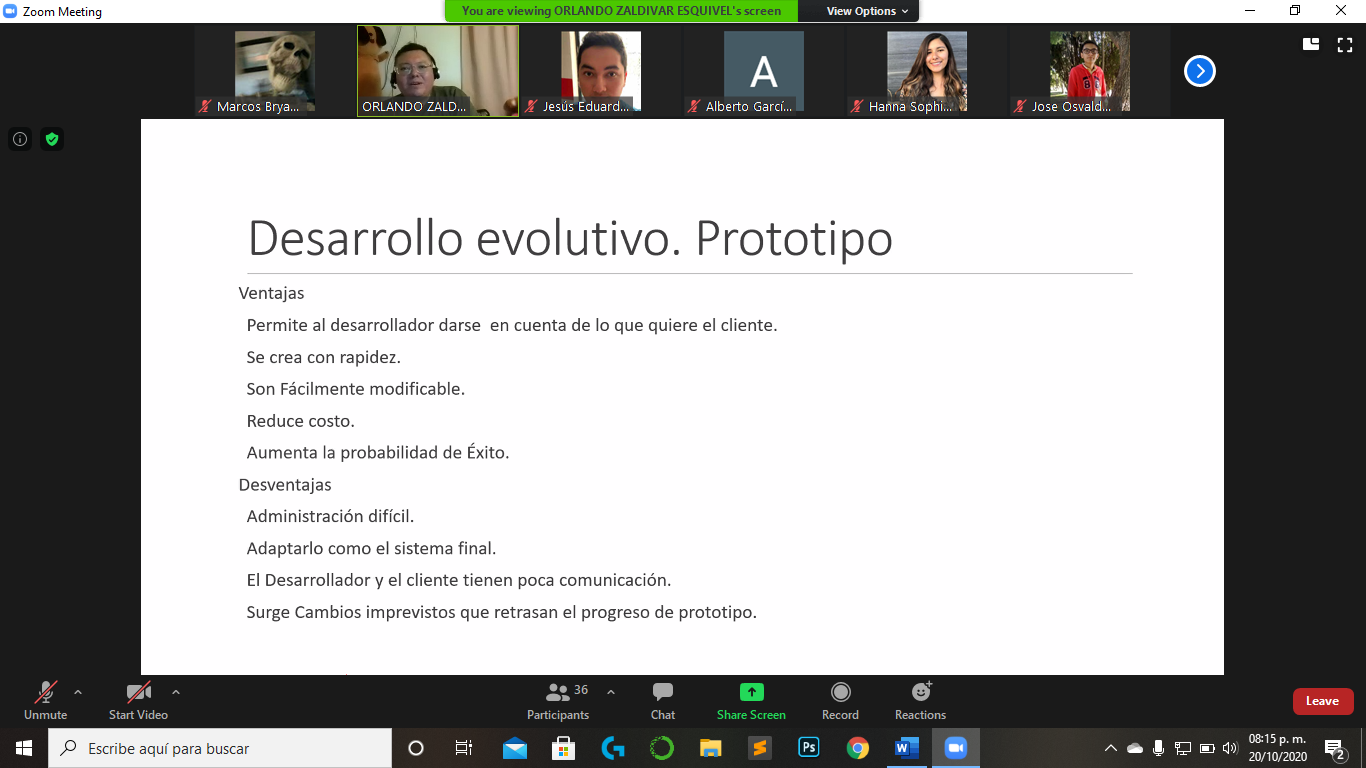 Zoom Meeting
You are viewing ORLANDO ZALDIVAR ESQUIVEL's screen
View Options
Marcos Brya...
ORLANDO ZALD...
Jesús Eduard...
A
Alberto Garcí...
Hanna Sophi...
Jose Osvald...
Desarrollo evolutivo. Prototipo
Ventajas
Permite al desarrollador darse  en cuenta de lo que quiere el cliente.
Se crea con rapidez.
Son Fácilmente modificable.
Reduce costo.
Aumenta la probabilidad de Éxito.
Desventajas
Administración difícil.
Adaptarlo como el sistema final.
El Desarrollador y el cliente tienen poca comunicación.
Surge Cambios imprevistos que retrasan el progreso de prototipo.
Unmute
Start Video
36
Participants
Chat
Share Screen
Record
Reactions
Leave
Escribe aquí para buscar
Ps
08:15 p. m.
20/10/2020
2